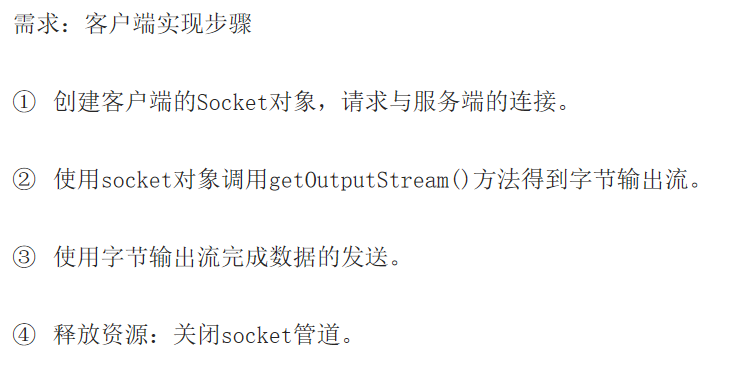 需求：客户端实现步骤
① 创建客户端的Socket对象，请求与服务端的连接。
② 使用socket对象调用getOutputStream()方法得到字节输出流。
③ 使用字节输出流完成数据的发送。
④ 释放资源：关闭socket管道。